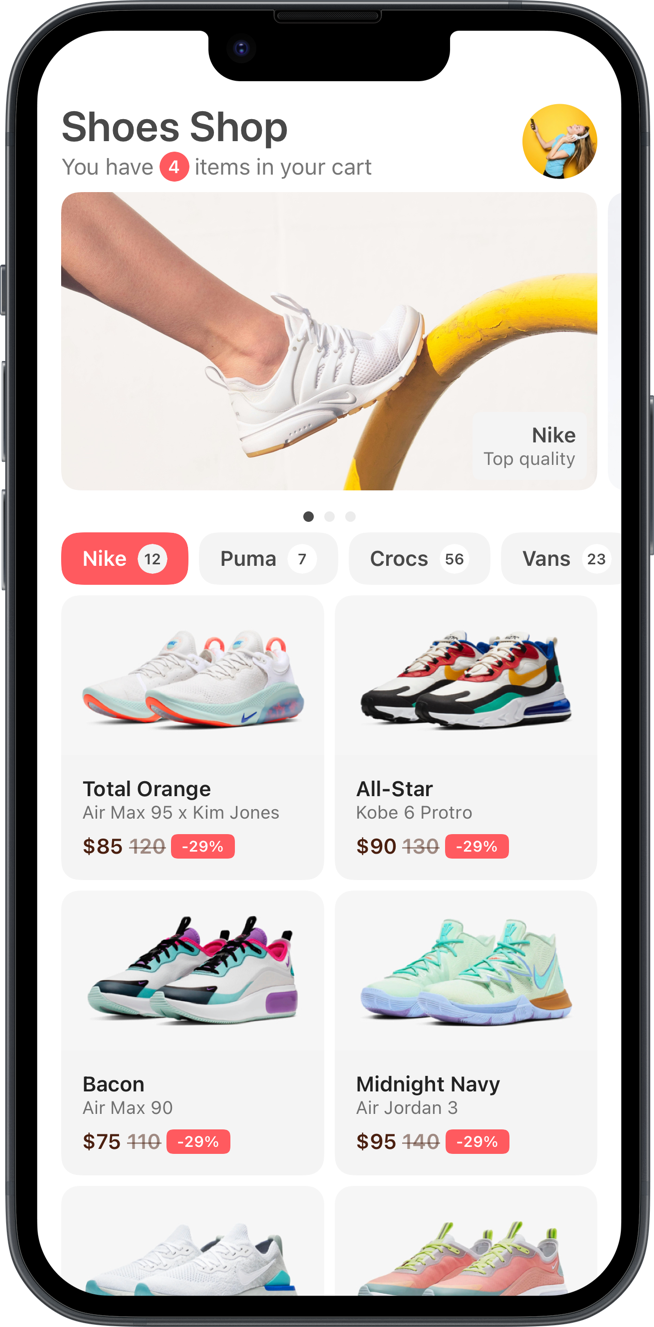 Shoes Shop
You have 4 items in your cart
Nike
Top quality
Nike 12 Puma 7 Crocs 56 Vans 23
Total Orange
Air Max 95 x Kim Jones
$85 120 -29%
All-Star
Kobe 6 Protro
$90 130 -29%
Bacon
Air Max 90
$75 110 -29%
Midnight Navy
Air Jordan 3
$95 140 -29%